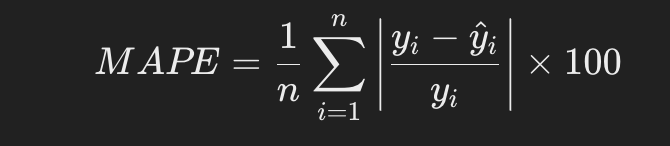 MAPE = \frac{1}{n} \sum_{i=1}^{n} \left| \frac{y_i - \hat{y}_i}{y_i} \right| \times 100